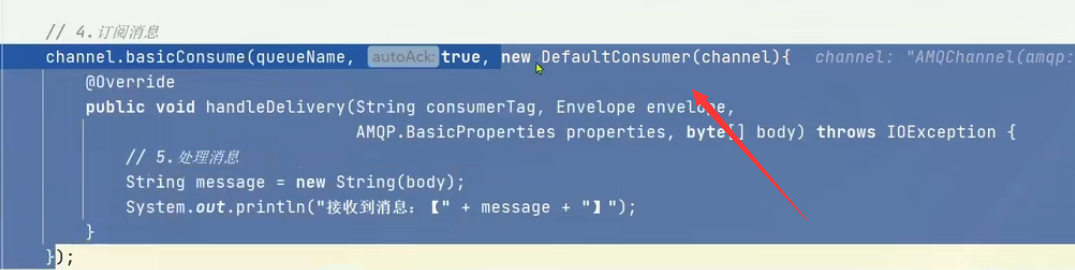 // 4.订阅消息
channel.basicConsume(queueName, autoAck: true, new DefaultConsumer(channel){ channel: "AMQChannel(amqp:
@Override
public void handleDelivery(String consumerTag, Envelope envelope,
AMQP.BasicProperties properties, byte[] body) throws IOException {
// 5.处理消息
String message = new String(body);
System.out.println("接收到消息:【" + message + "】");
}
});